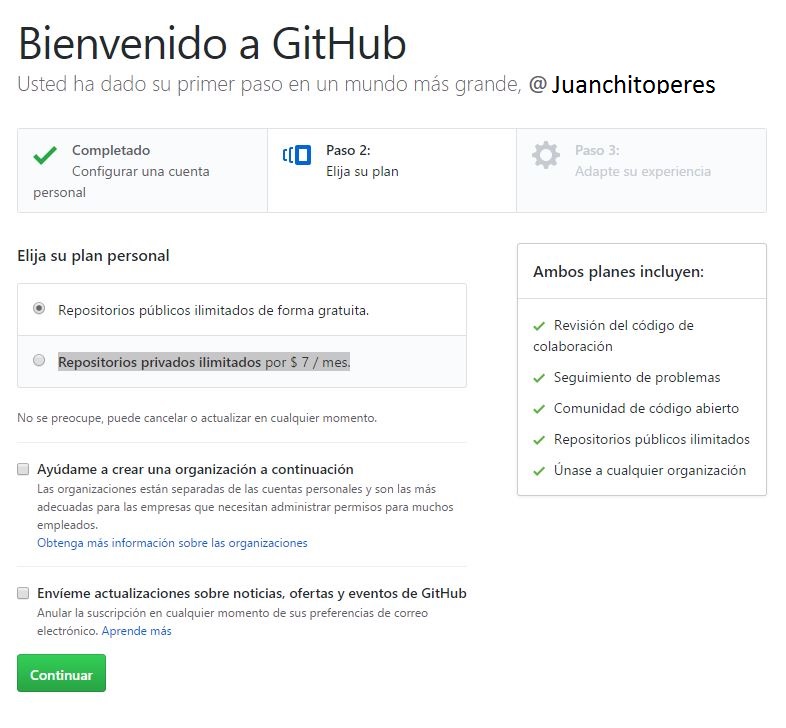 Bienvenido a GitHub
Usted ha dado su primer paso en un mundo más grande, @ Juanchitoperes
Completado
Configurar una cuenta
personal
Paso 2:
Elija su plan
Paso 3:
Adapte su experiencia
Elija su plan personal
Repositorios públicos ilimitados de forma gratuita.
Repositorios privados ilimitados por $ 7 / mes.
No se preocupe, puede cancelar o actualizar en cualquier momento.
Ayúdame a crear una organización a continuación
Las organizaciones están separadas de las cuentas personales y son las más
adecuadas para las empresas que necesitan administrar permisos para muchos
empleados.
Obtenga más información sobre las organizaciones
Envíeme actualizaciones sobre noticias, ofertas y eventos de GitHub
Anular la suscripción en cualquier momento de sus preferencias de correo
electrónico. Aprende más
Continuar
Ambos planes incluyen:
Revisión del código de
colaboración
Seguimiento de problemas
Comunidad de código abierto
Repositorios públicos ilimitados
Únase a cualquier organización